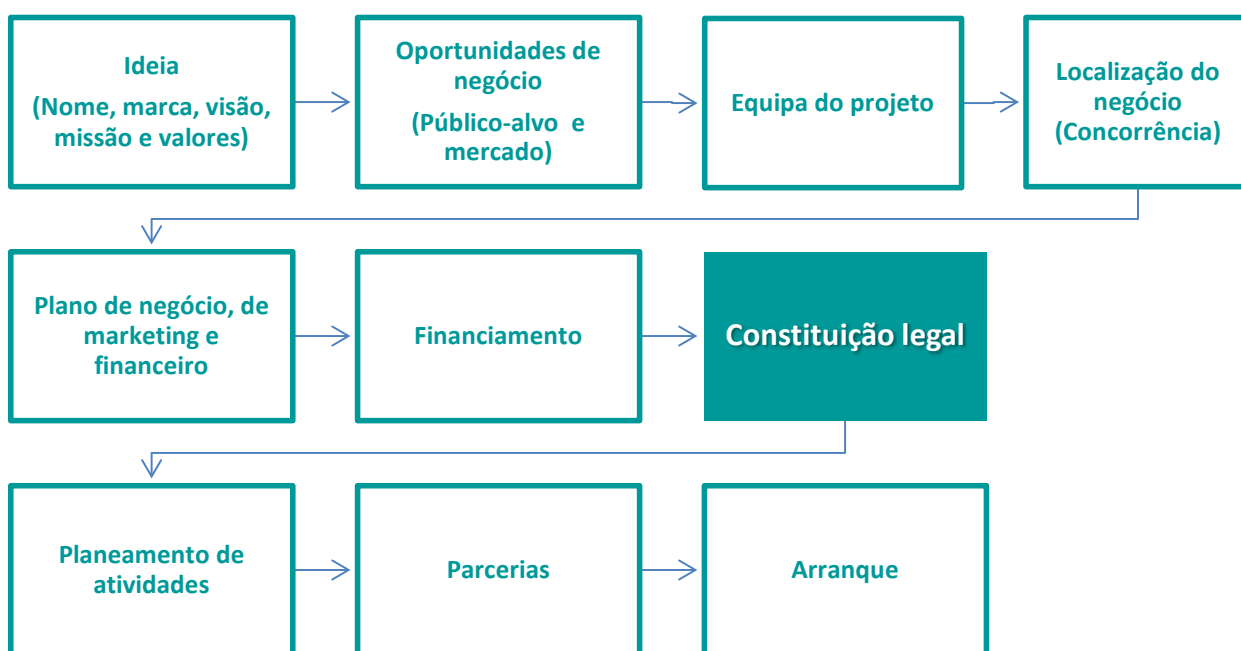 Ideia
(Nome, marca, visão,
missão e valores)
Oportunidades de
negócio
(Público-alvo e
mercado)
Equipa do projeto
Localização do
negócio
(Concorrência)
Plano de negócio, de
marketing e
financeiro
Financiamento
Constituição legal
Planeamento de
atividades
Parcerias
Arranque